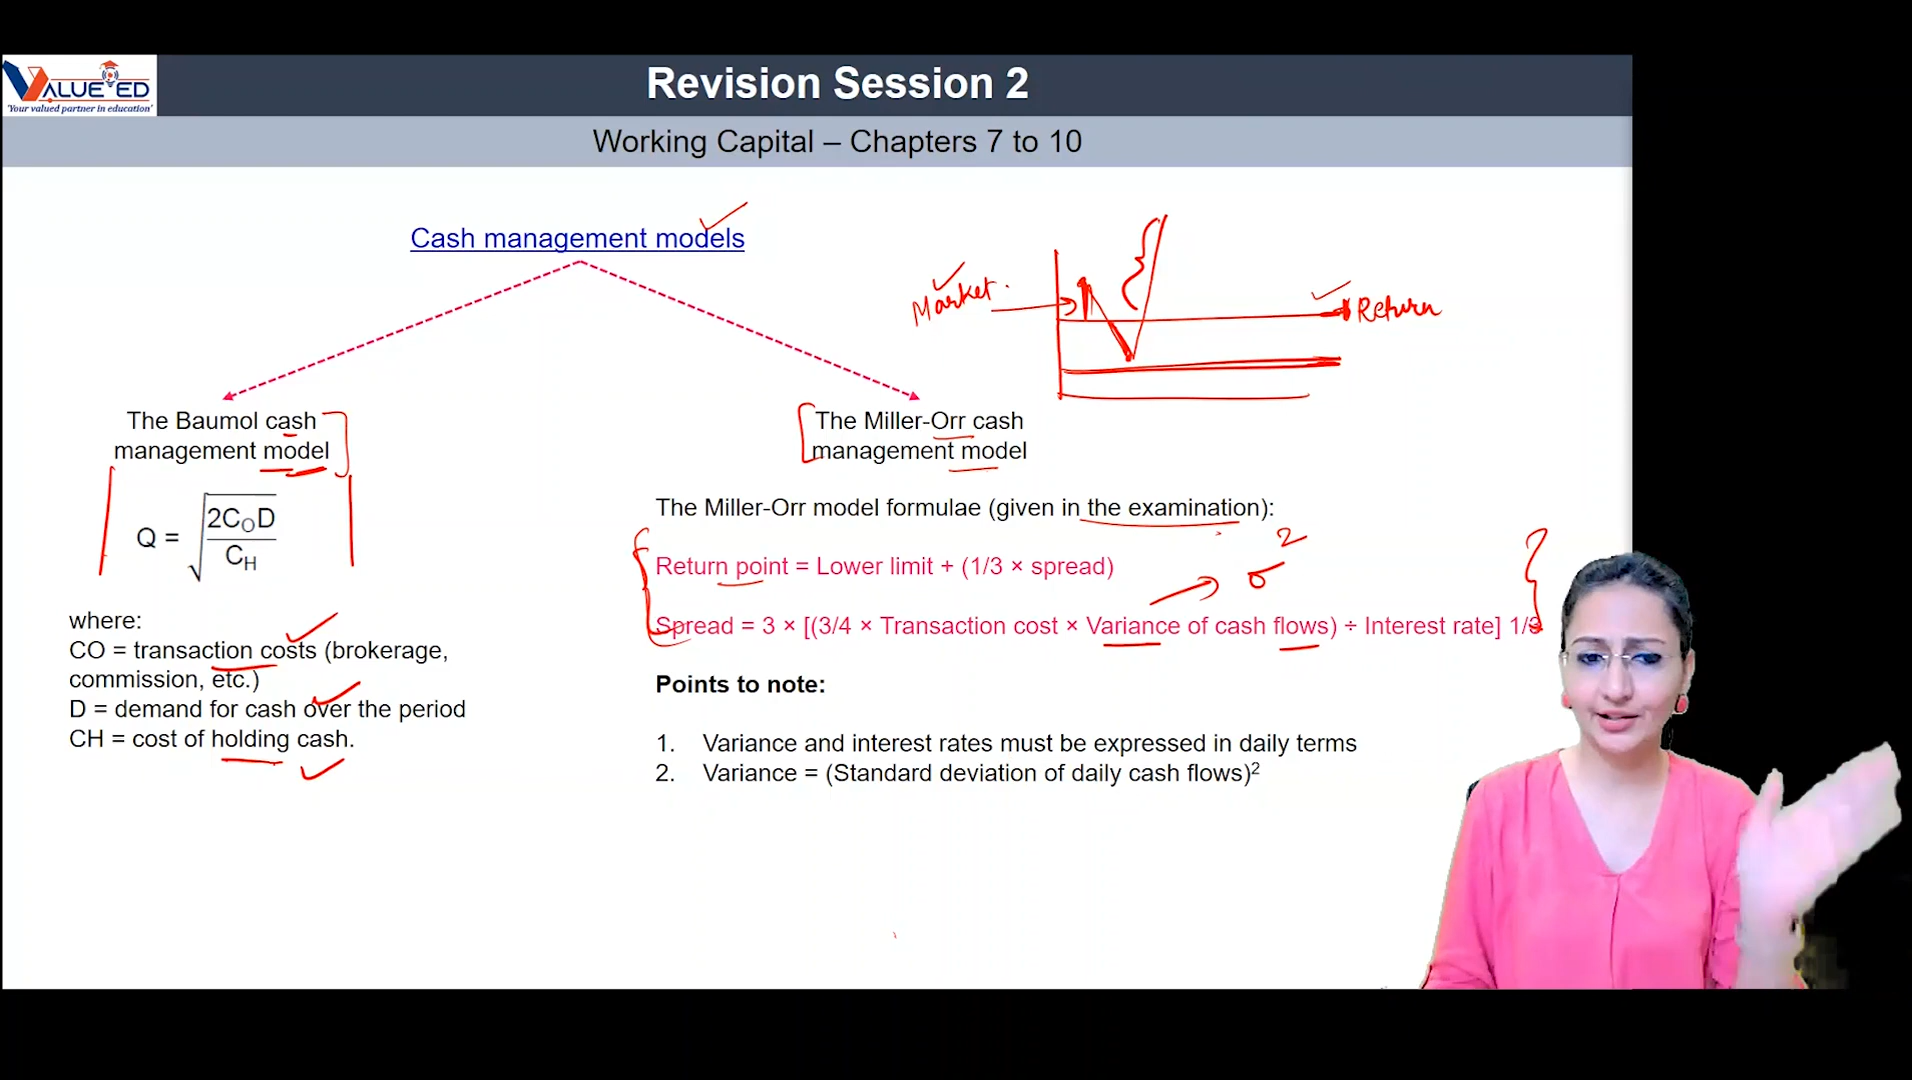 VALUE ED
'Your valued partner in education'
Revision Session 2
Working Capital – Chapters 7 to 10
Cash management models
Market.
Return
The Baumol cash
management model
Q = √(2COD / CH)
where:
CO = transaction costs (brokerage,
commission, etc.)
D = demand for cash over the period
CH = cost of holding cash.
The Miller-Orr cash
management model
The Miller-Orr model formulae (given in the examination):
σ²
Return point = Lower limit + (1/3 × spread)
Spread = 3 × [(3/4 × Transaction cost × Variance of cash flows) ÷ Interest rate] 1/3
Points to note:
1. Variance and interest rates must be expressed in daily terms
2. Variance = (Standard deviation of daily cash flows)²